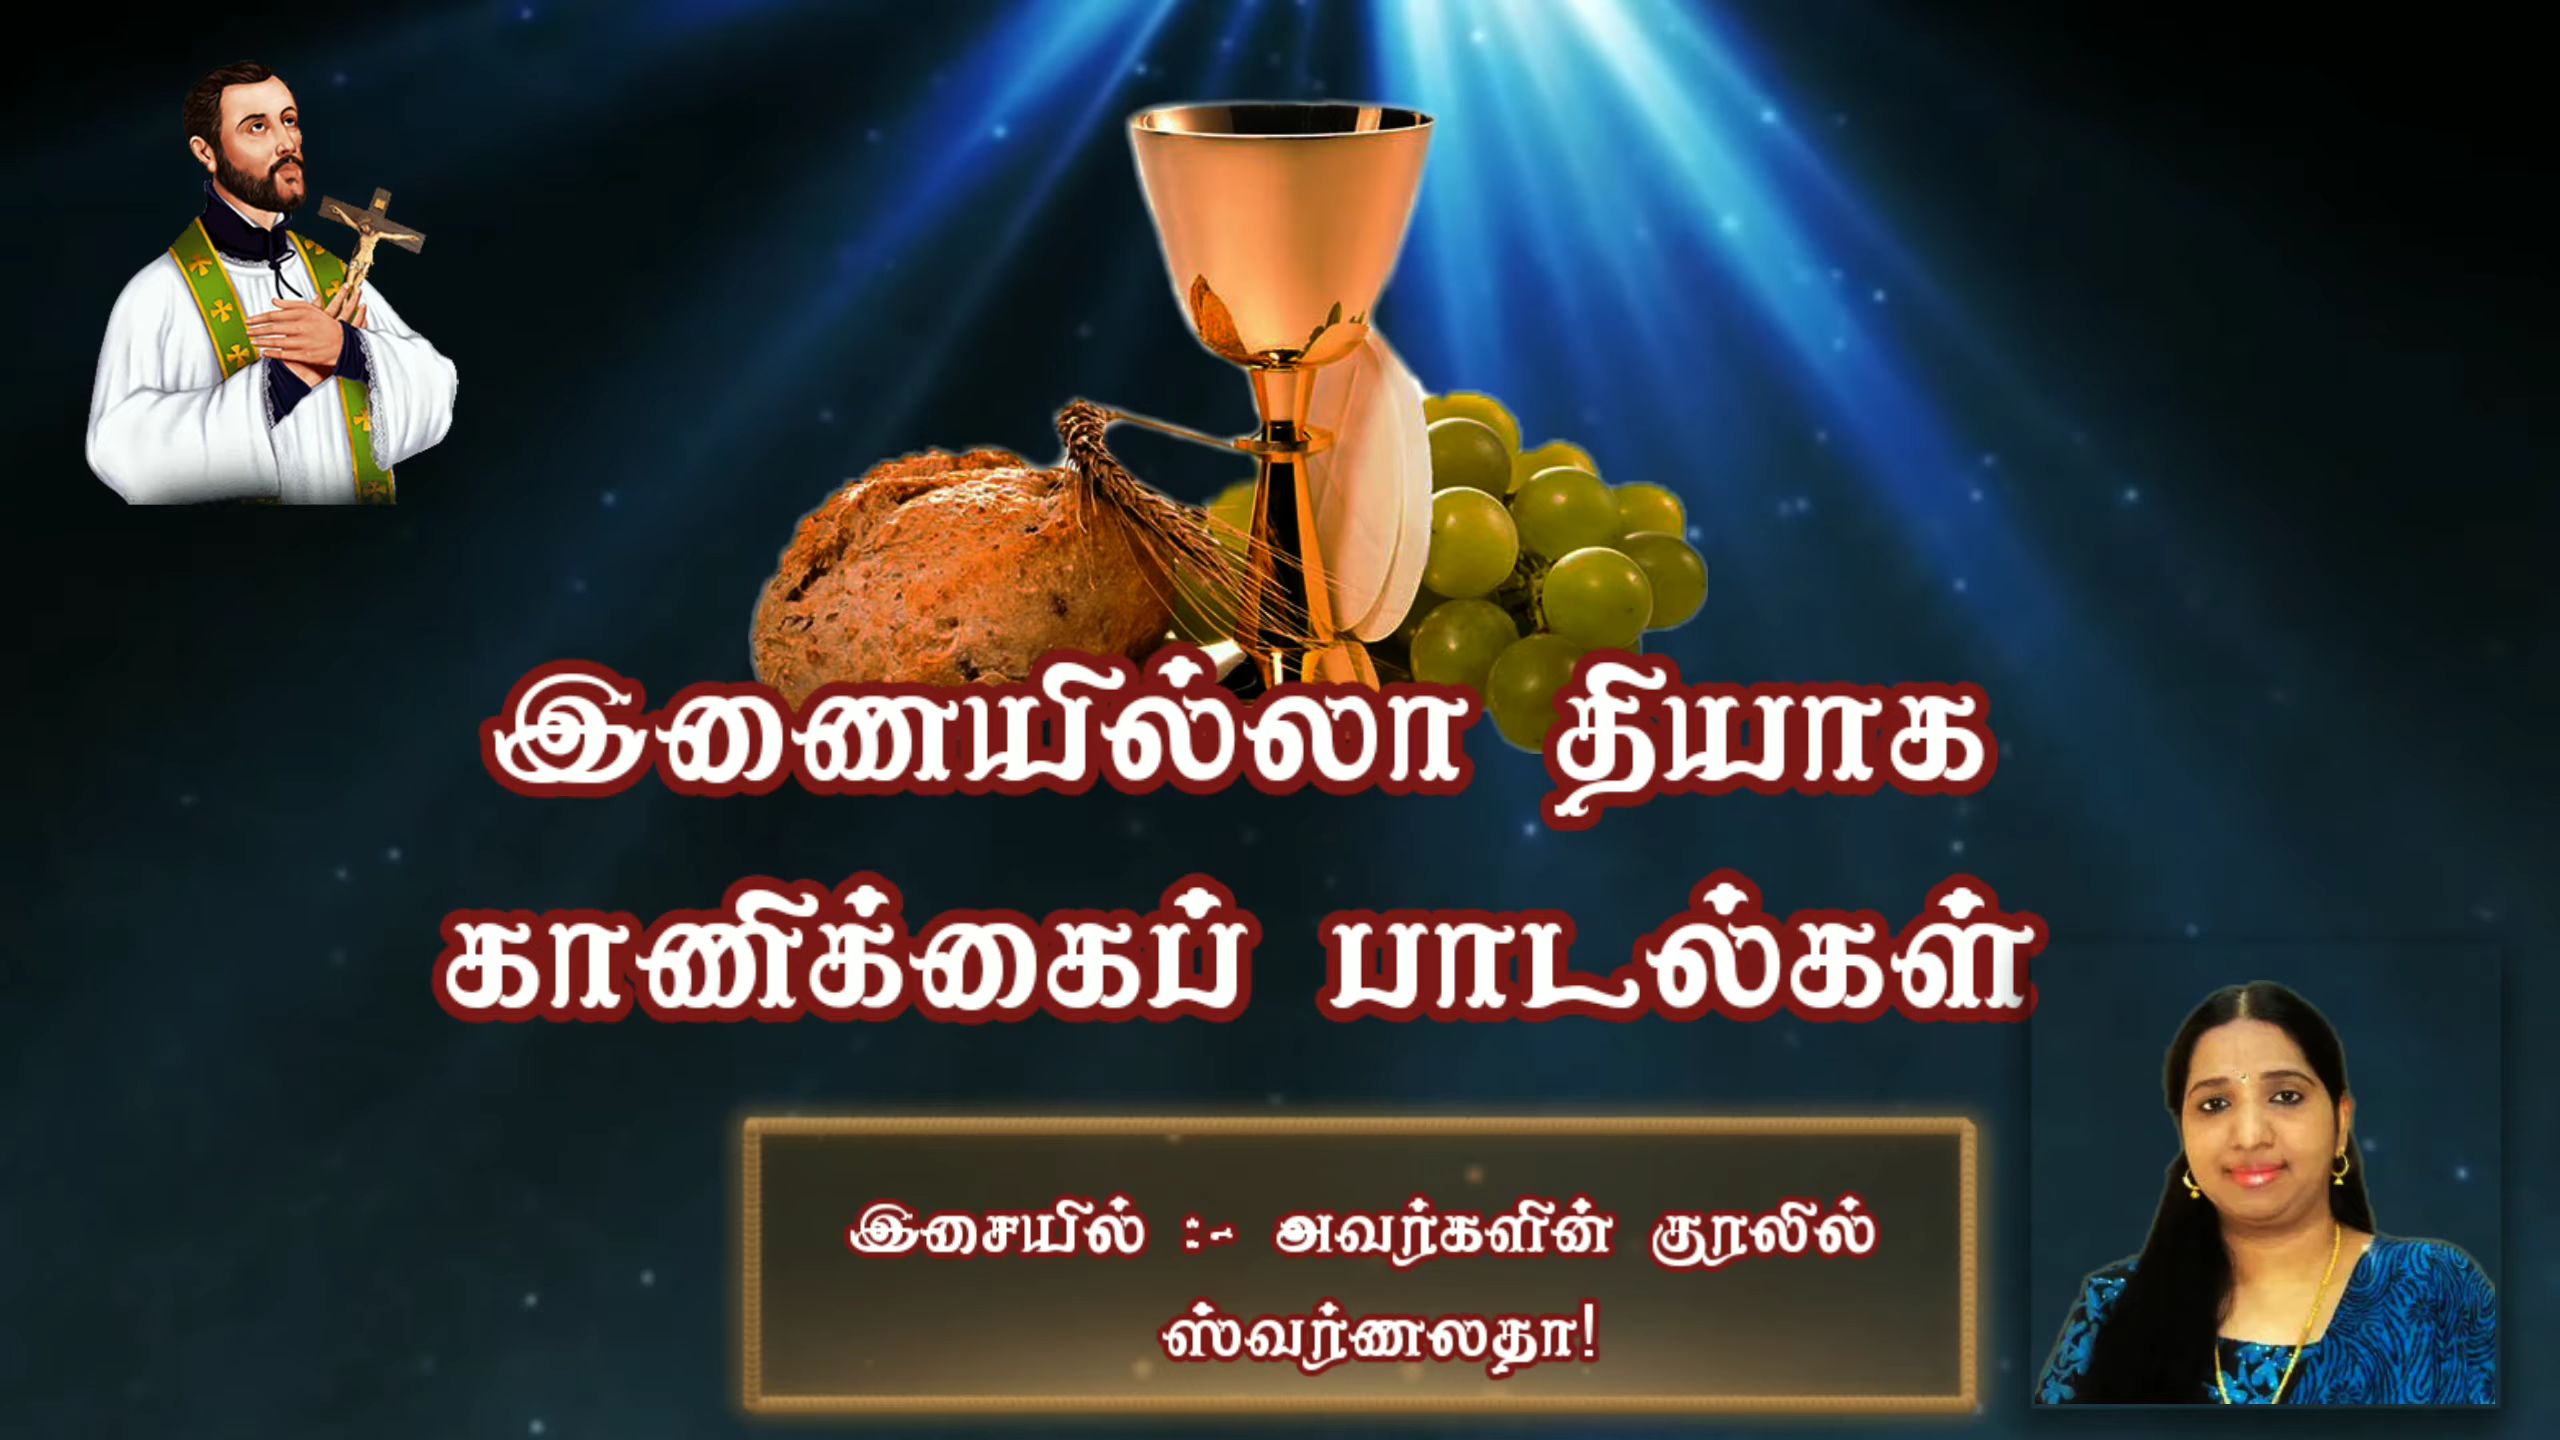 இணையில்லா தியாக
காணிக்கைப் பாடல்கள்
இசையில் :- அவர்களின் குரலில்
ஸ்வர்ணலதா!